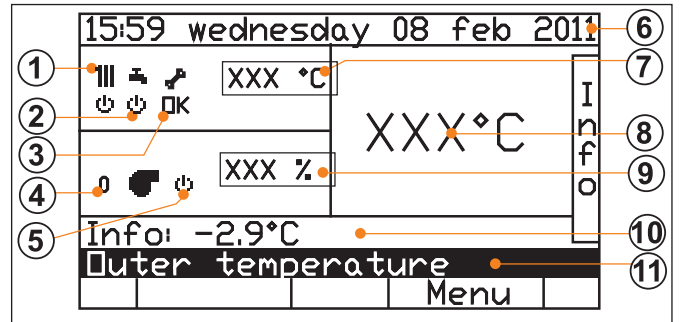 15:59 wednesday 08 feb 2011
6
1
XXX °C
7
2
OK
XXX°C
Info
8
3
4
0
XXX %
9
5
Info: -2.9°C
10
Outer temperature
11
Menu